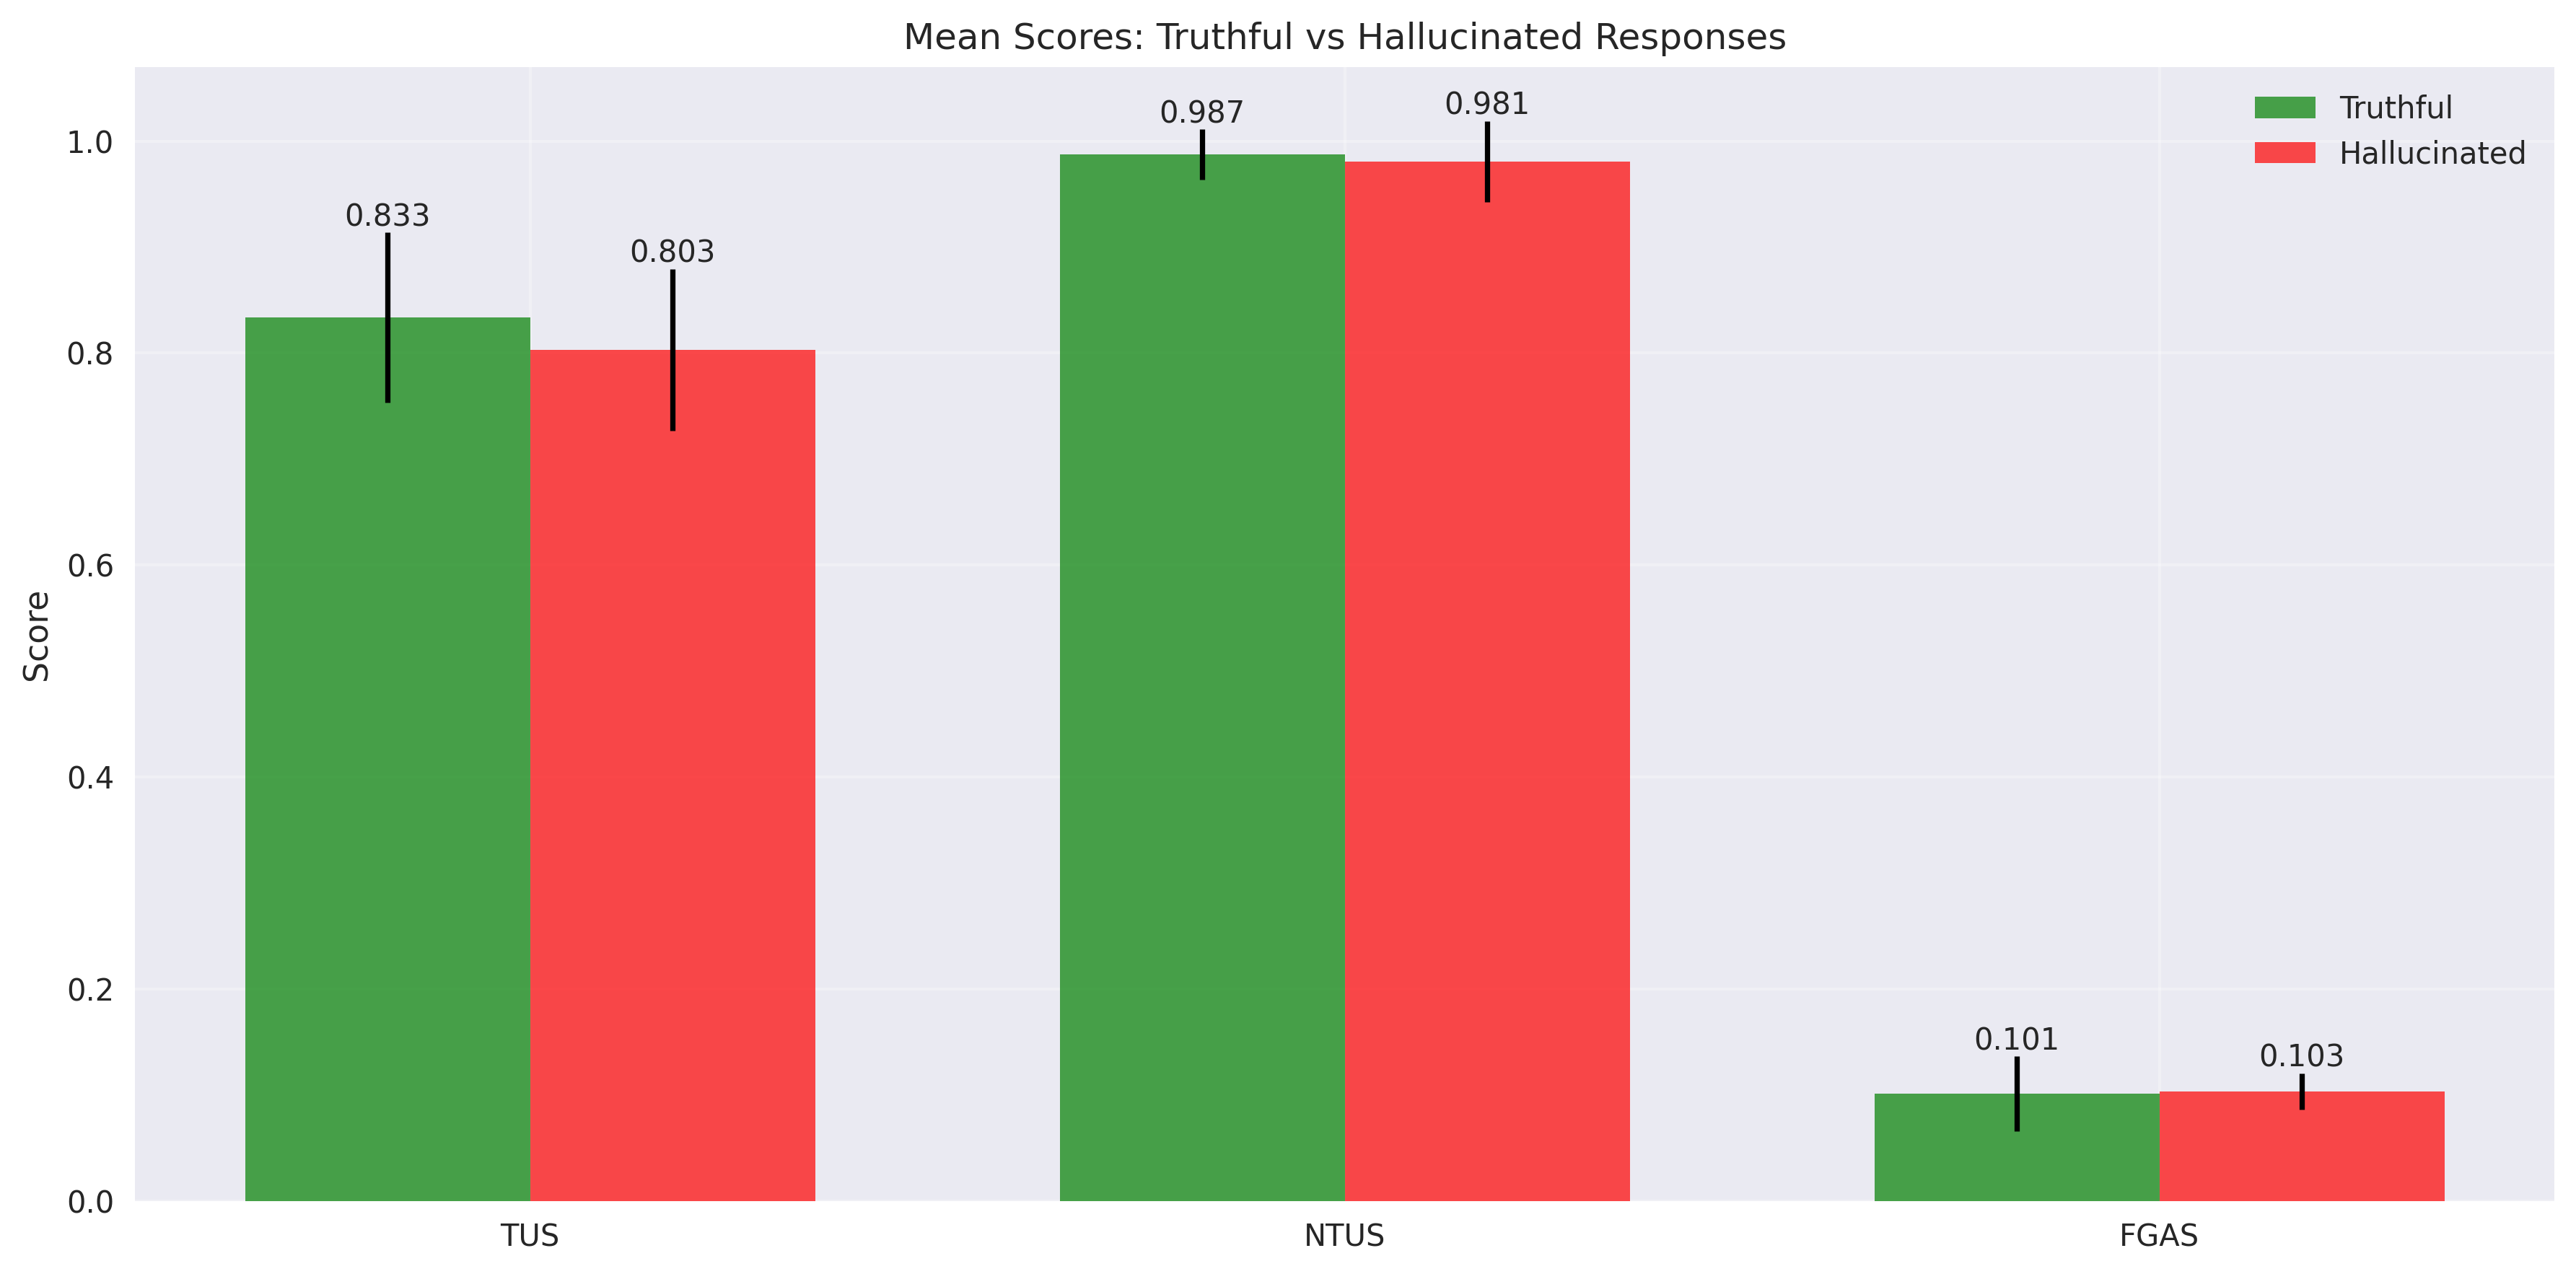 Mean Scores: Truthful vs Hallucinated Responses
Truthful
Hallucinated
Score
1.0
0.8
0.6
0.4
0.2
0.0
0.833
0.803
0.987
0.981
0.101
0.103
TUS
NTUS
FGAS